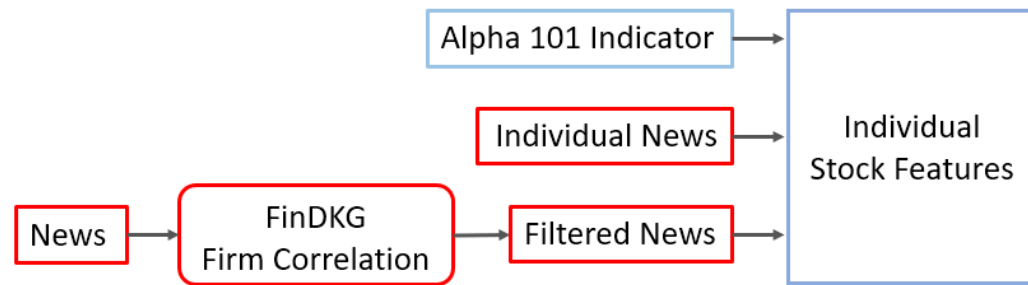 Alpha 101 Indicator
Individual News
Individual
Stock Features
News
FinDKG
Firm Correlation
Filtered News